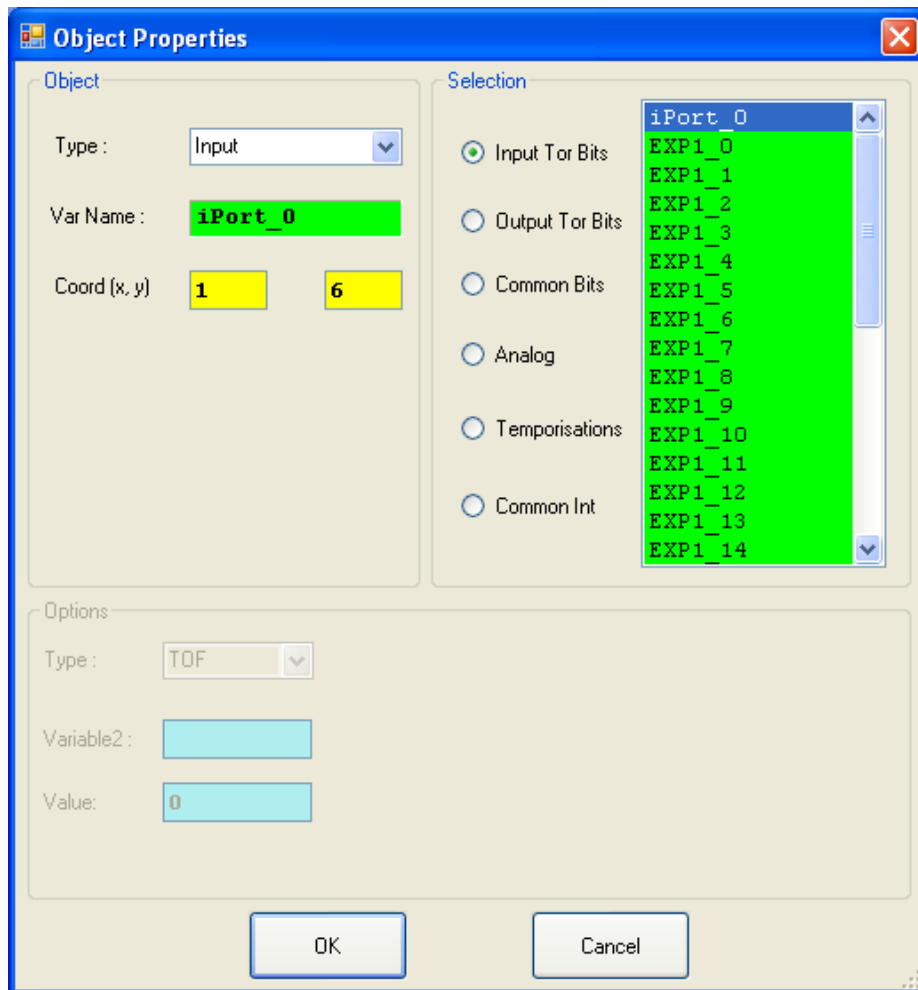 Object Properties
Object
Type :
Input
Var Name :
iPort_0
Coord (x, y)
1
6
Selection
Input Tor Bits
Output Tor Bits
Common Bits
Analog
Temporisations
Common Int
iPort_0
EXP1_0
EXP1_1
EXP1_2
EXP1_3
EXP1_4
EXP1_5
EXP1_6
EXP1_7
EXP1_8
EXP1_9
EXP1_10
EXP1_11
EXP1_12
EXP1_13
EXP1_14
Options
Type :
TOF
Variable2 :
Value:
0
OK
Cancel